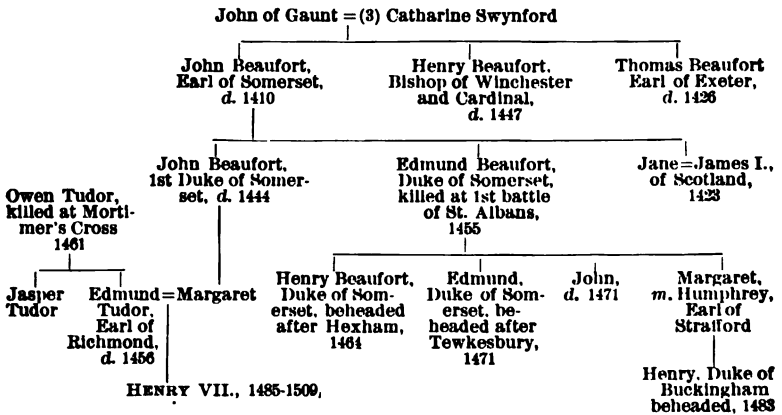 John of Gaunt = (3) Catharine Swynford
John Beaufort,
Earl of Somerset,
d. 1410
Henry Beaufort,
Bishop of Winchester
and Cardinal,
d. 1447
Thomas Beaufort
Earl of Exeter,
d. 1426
John Beaufort,
1st Duke of Somer-
set, d. 1444
Edmund Beaufort,
Duke of Somerset,
killed at 1st battle
of St. Albans,
1455
Jane=James I.,
of Scotland,
1423
Owen Tudor,
killed at Morti-
mer's Cross
1461
Jasper
Tudor
Edmund=Margaret
Tudor,
Earl of
Richmond,
d. 1456
Henry Beaufort,
Duke of Som-
erset, beheaded
after Hexham,
1464
Edmund,
Duke of Som-
erset, be-
headed after
Tewkesbury,
1471
John,
d. 1471
Margaret,
m. Humphrey,
Earl of
Stratford
HENRY VII., 1485-1509,
Henry, Duke of
Buckingham
beheaded, 1483